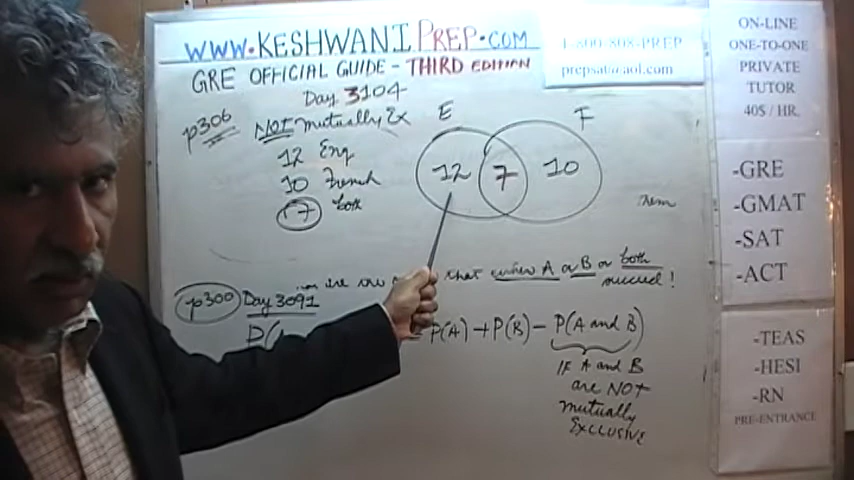 WWW.KESHWANIPREP.COM
GRE OFFICIAL GUIDE - THIRD EDITION
Day 3104
p306
NOT Mutually Ex
12 Eng
10 French
7 both
E
F
12
7
10
1-800-808-PREP
prepsat@aol.com
p300
Day 3091
that either A or B or both
succeed!
P(
P(A) + P(B) - P(A and B)
IF A and B
are NOT
mutually
Exclusive
ON-LINE
ONE-TO-ONE
PRIVATE
TUTOR
40$ / HR.
-GRE
-GMAT
-SAT
-ACT
-TEAS
-HESI
-RN
PRE-ENTRANCE